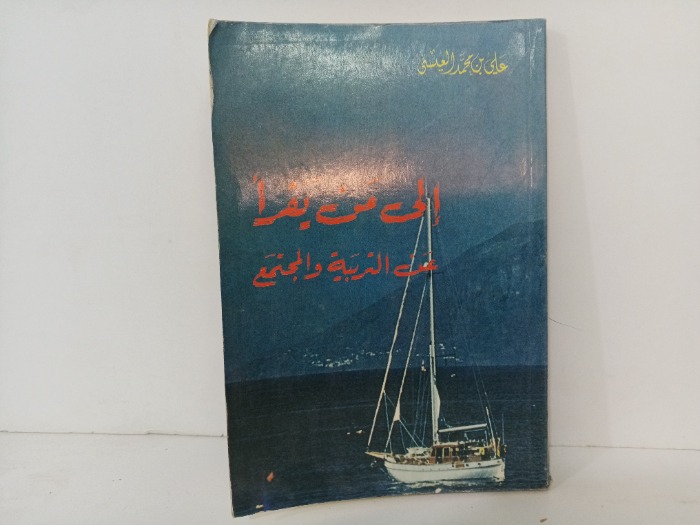 علي بن محمد العيسى
إلى من يقرأ
عن التربية والمجتمع